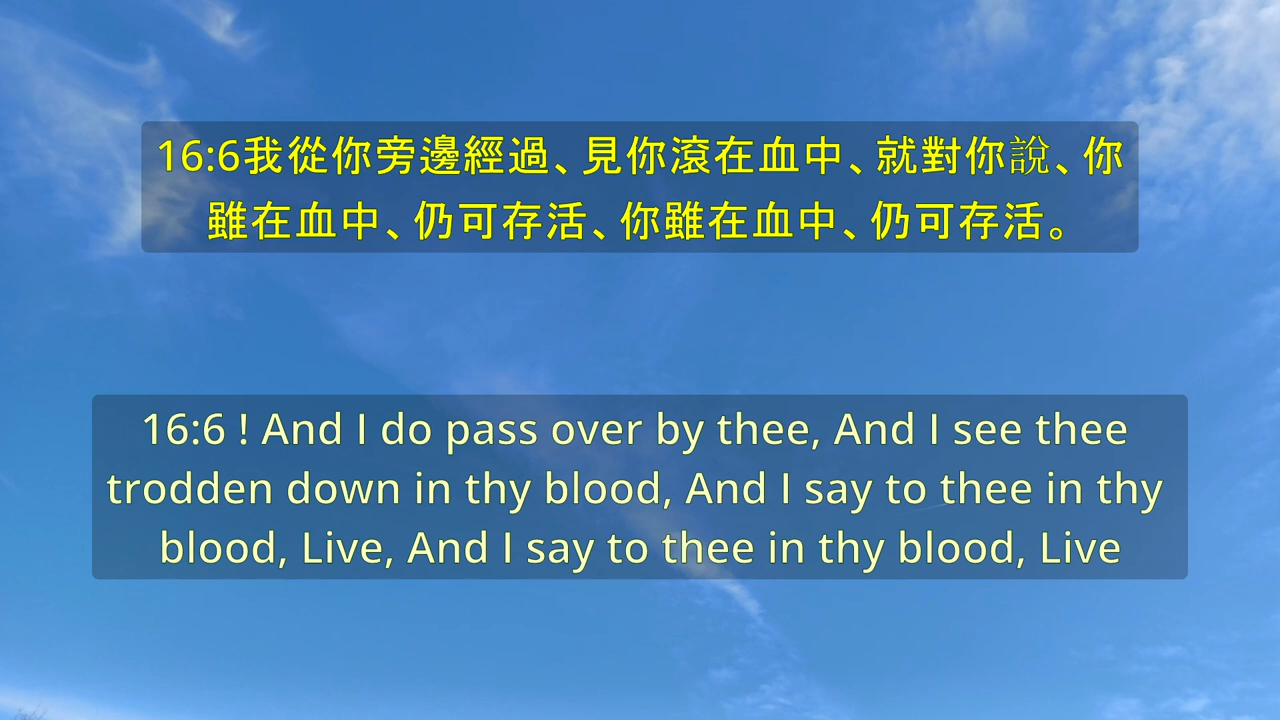 16:6我從你旁邊經過、見你滾在血中、就對你說、你
雖在血中、仍可存活、你雖在血中、仍可存活。
16:6 ! And I do pass over by thee, And I see thee
trodden down in thy blood, And I say to thee in thy
blood, Live, And I say to thee in thy blood, Live